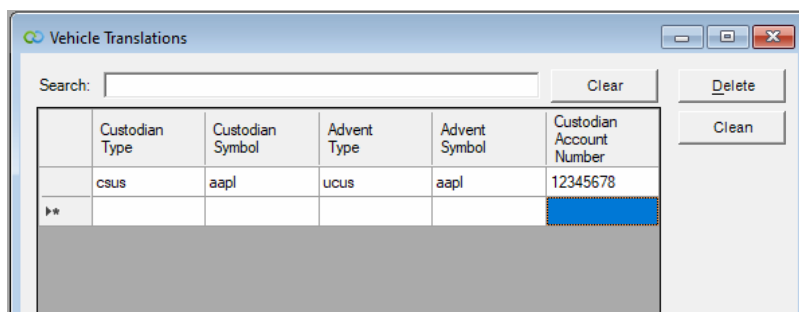 Vehicle Translations
Search:
Clear
Delete
Clean
Custodian Type
Custodian Symbol
Advent Type
Advent Symbol
Custodian Account Number
csus aapl ucus aapl 12345678